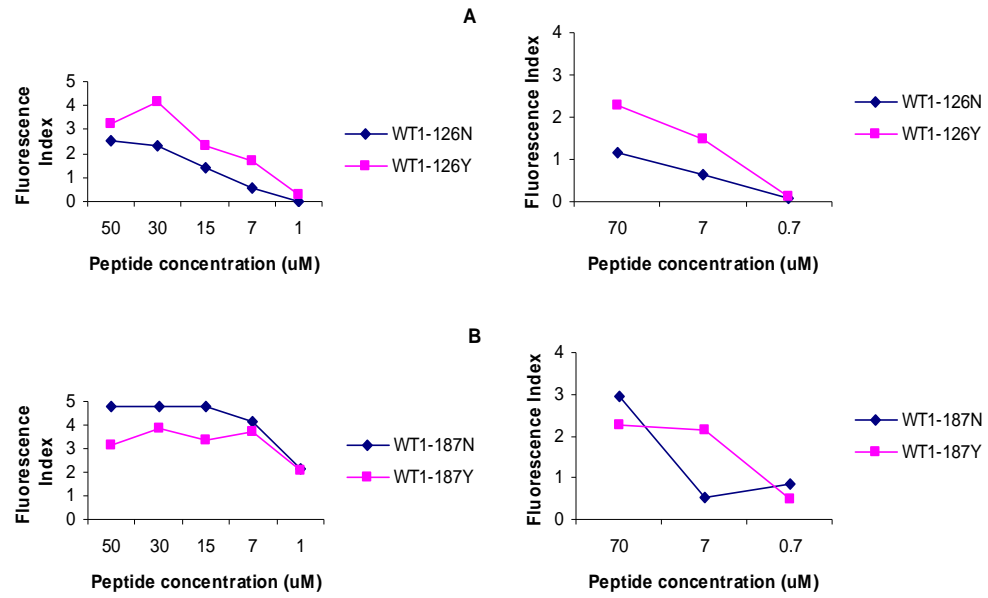 A
Fluorescence
Index
5
4
3
2
1
0
50 30 15 7 1
Peptide concentration (uM)
WT1-126N
WT1-126Y
Fluorescence Index
4
3
2
1
0
70 7 0.7
Peptide concentration (uM)
WT1-126N
WT1-126Y
B
Fluorescence
Index
5
4
3
2
1
0
50 30 15 7 1
Peptide concentration (uM)
WT1-187N
WT1-187Y
Fluorescence Index
4
3
2
1
0
70 7 0.7
Peptide concentration (uM)
WT1-187N
WT1-187Y